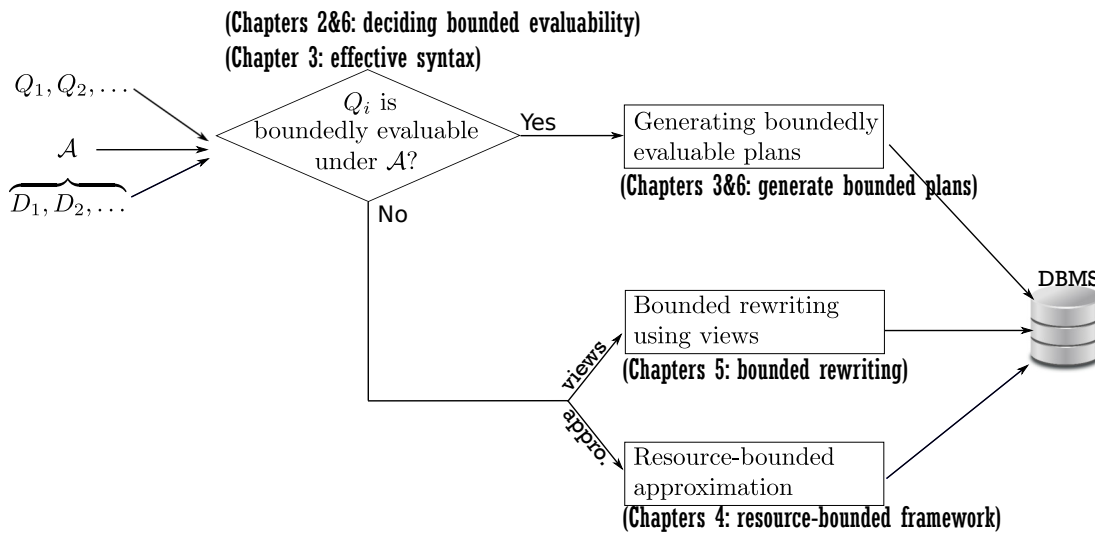 (Chapters 2&6: deciding bounded evaluability)
(Chapter 3: effective syntax)
Q₁, Q₂, . . .
𝒜
D₁, D₂, . . .
Qᵢ is
boundedly evaluable
under 𝒜?
Yes
No
Generating boundedly
evaluable plans
(Chapters 3&6: generate bounded plans)
DBMS
views
Bounded rewriting
using views
(Chapters 5: bounded rewriting)
appro.
Resource-bounded
approximation
(Chapters 4: resource-bounded framework)